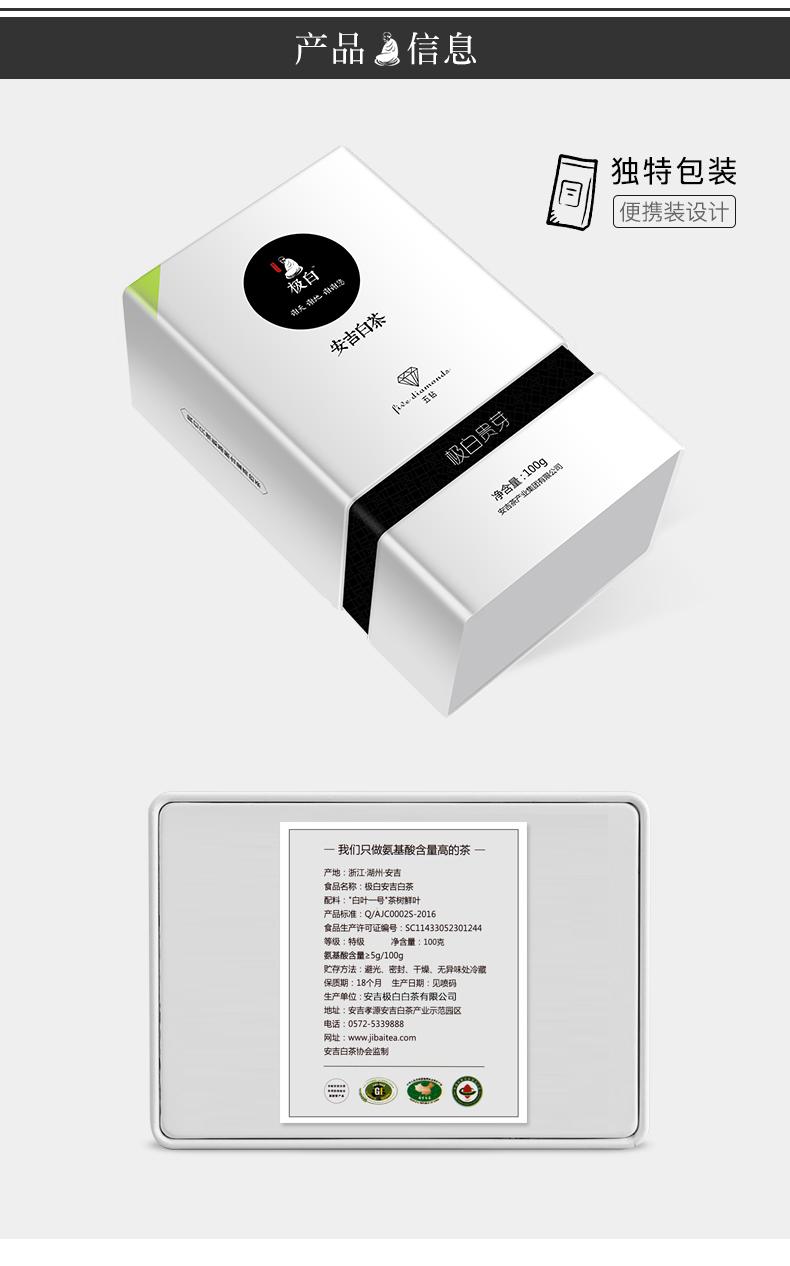 产品信息
独特包装
便携装设计
极白
谢天 谢地 谢谢您
安吉白茶
five·diamonds
五钻
极白贵芽
净含量:100g
安吉茶产业集团有限公司
— 我们只做氨基酸含量高的茶 —
产地：浙江·湖州·安吉
食品名称：极白安吉白茶
配料："白叶一号"茶树鲜叶
产品标准：Q/AJC0002S-2016
食品生产许可证编号：SC11433052301244
等级：特级 净含量：100克
氨基酸含量≥5g/100g
贮存方法：避光、密封、干燥、无异味处冷藏
保质期：18个月 生产日期：见喷码
生产单位：安吉极白白茶有限公司
地址：安吉孝源安吉白茶产业示范园区
电话：0572-5339888
网址：www.jibaitea.com
安吉白茶协会监制
GI